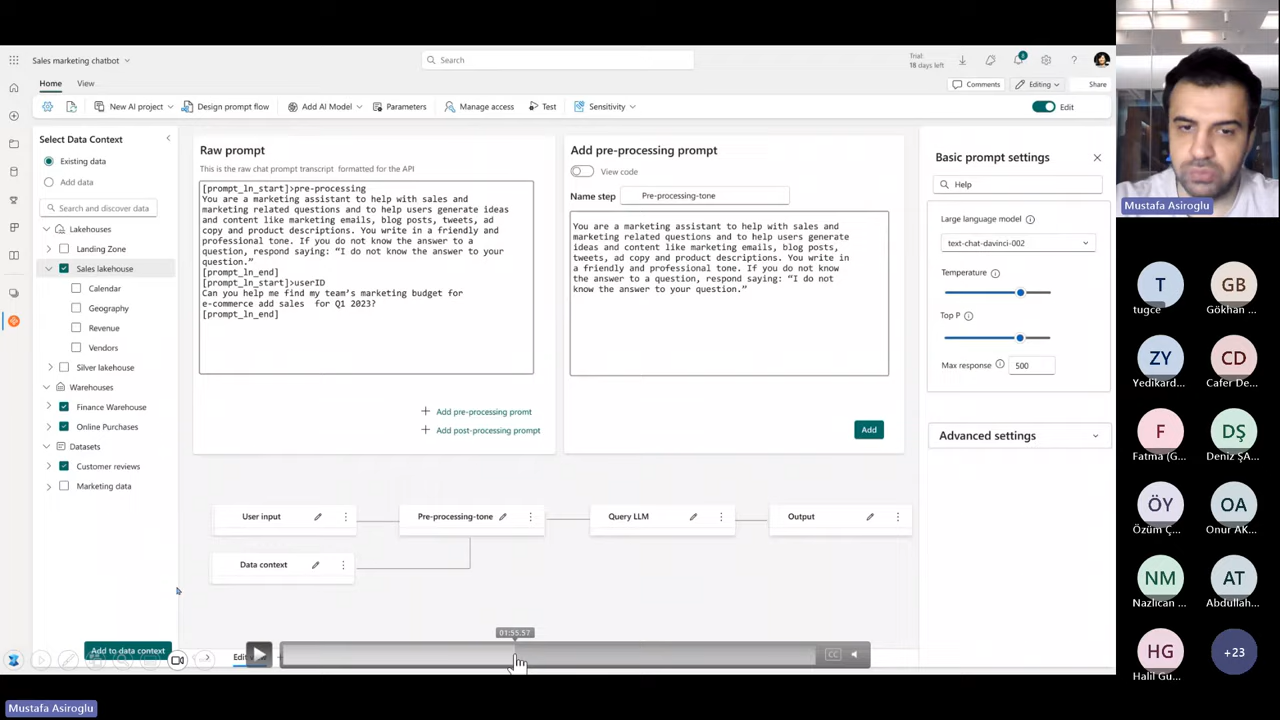 Sales marketing chatbot
Search
Trial:
18 days left
Home
View
Comments
Editing
Share
New AI project
Design prompt flow
Add AI Model
Parameters
Manage access
Test
Sensitivity
Edit
Select Data Context
Existing data
Add data
Search and discover data
Lakehouses
Landing Zone
Sales lakehouse
Calendar
Geography
Revenue
Vendors
Silver lakehouse
Warehouses
Finance Warehouse
Online Purchases
Datasets
Customer reviews
Marketing data
Add to data context
Raw prompt
This is the raw chat prompt transcript formatted for the API
[prompt_ln_start]>pre-processing
You are a marketing assistant to help with sales and
marketing related questions and to help users generate ideas
and content like marketing emails, blog posts, tweets, ad
copy and product descriptions. You write in a friendly and
professional tone. If you do not know the answer to a
question, respond saying: “I do not know the answer to your
question.”
[prompt_ln_end]
[prompt_ln_start]>userID
Can you help me find my team’s marketing budget for
e-commerce add sales for Q1 2023?
[prompt_ln_end]
+ Add pre-processing promt
+ Add post-processing prompt
Add pre-processing prompt
View code
Name step
Pre-processing-tone
You are a marketing assistant to help with sales and
marketing related questions and to help users generate
ideas and content like marketing emails, blog posts,
tweets, ad copy and product descriptions. You write in
a friendly and professional tone. If you do not know
the answer to a question, respond saying: “I do not
know the answer to your question.”
Add
Basic prompt settings
Help
Large language model
text-chat-davinci-002
Temperature
Top P
Max response
500
Advanced settings
User input
Pre-processing-tone
Query LLM
Output
Data context
01:55.57
CC
Mustafa Asiroglu
T
tugce
GB
Gökhan ...
ZY
Yedikard...
CD
Cafer De...
F
Fatma (G...
DŞ
Deniz ŞA...
ÖY
Özüm Ç...
OA
Onur AK...
NM
Nazlıcan ...
AT
Abdullah...
HG
Halil Gu...
+23
Mustafa Asiroglu